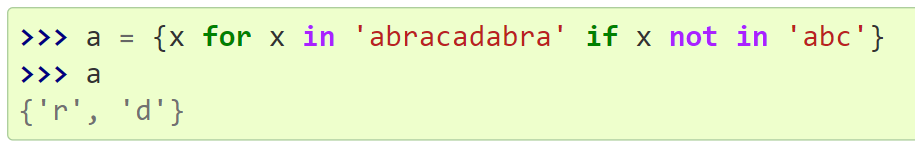 >>> a = {x for x in 'abracadabra' if x not in 'abc'}
>>> a
{'r', 'd'}